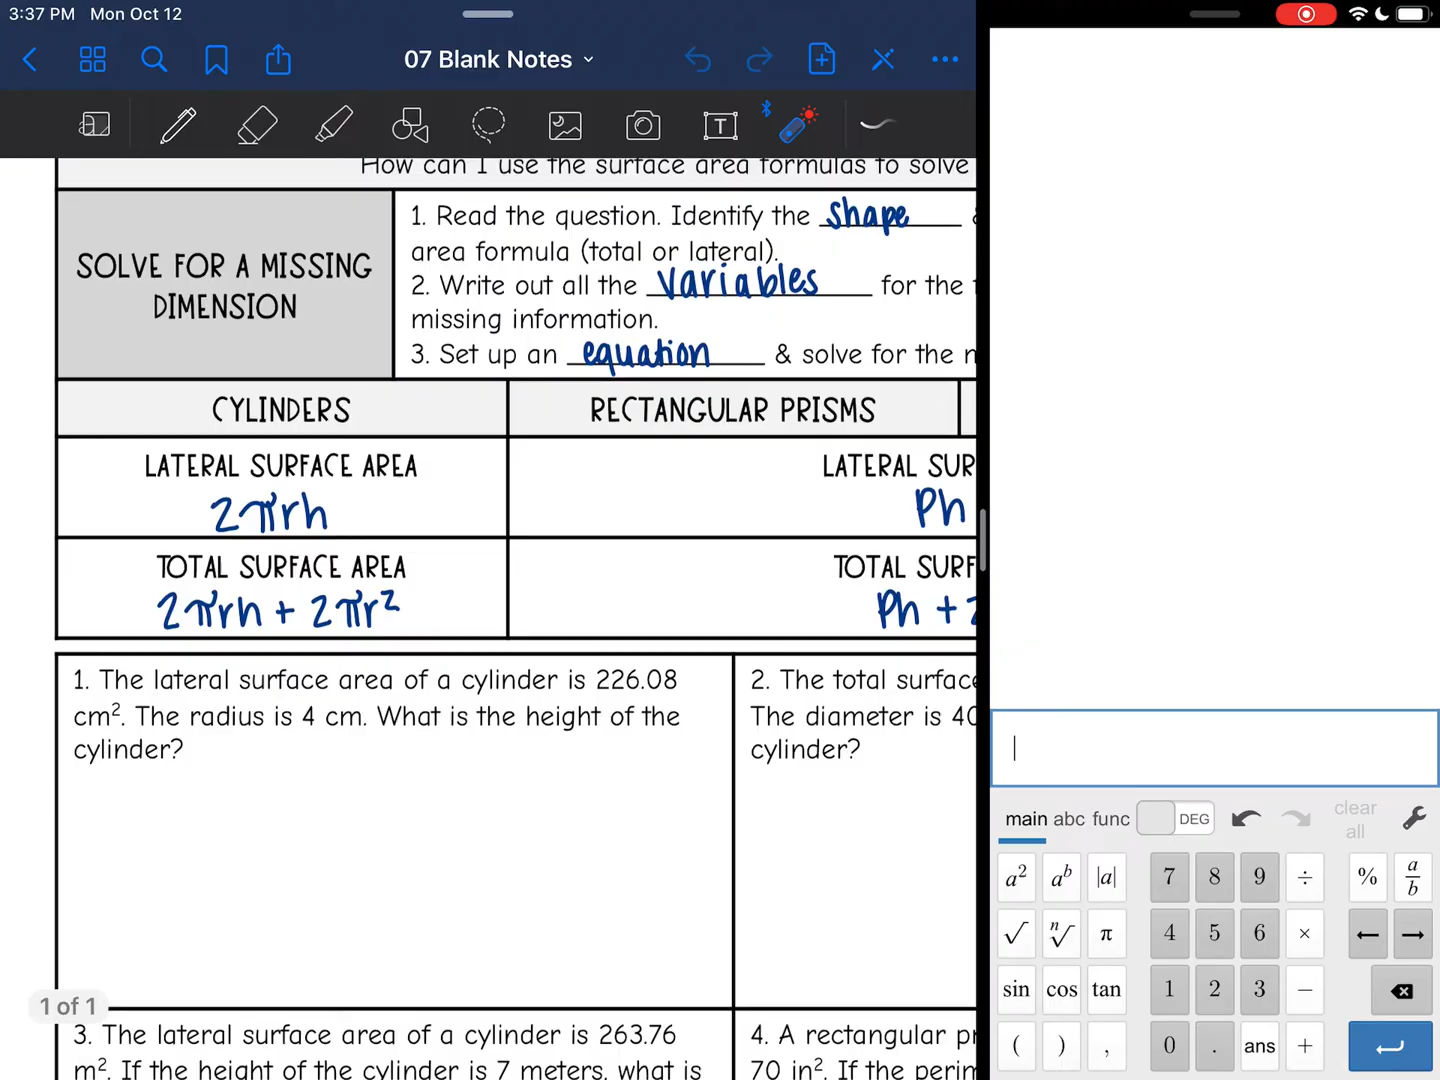 3:37 PM Mon Oct 12
07 Blank Notes
How can I use the surface area formulas to solve
SOLVE FOR A MISSING
DIMENSION
1. Read the question. Identify the shape
area formula (total or lateral).
2. Write out all the variables for the
missing information.
3. Set up an equation & solve for the
CYLINDERS
RECTANGULAR PRISMS
LATERAL SURFACE AREA
2πrh
LATERAL SUR
Ph
TOTAL SURFACE AREA
2πrh + 2πr²
TOTAL SURF
Ph + 2
1. The lateral surface area of a cylinder is 226.08
cm². The radius is 4 cm. What is the height of the
cylinder?
2. The total surface
The diameter is 40
cylinder?
3. The lateral surface area of a cylinder is 263.76
m². If the height of the cylinder is 7 meters, what is
4. A rectangular pr
70 in². If the perim
1 of 1
main abc func DEG clear all
a² aᵇ |a| 7 8 9 ÷ % a/b
√ ⁿ√ π 4 5 6 × ← →
sin cos tan 1 2 3 −
( ) , 0 . ans +